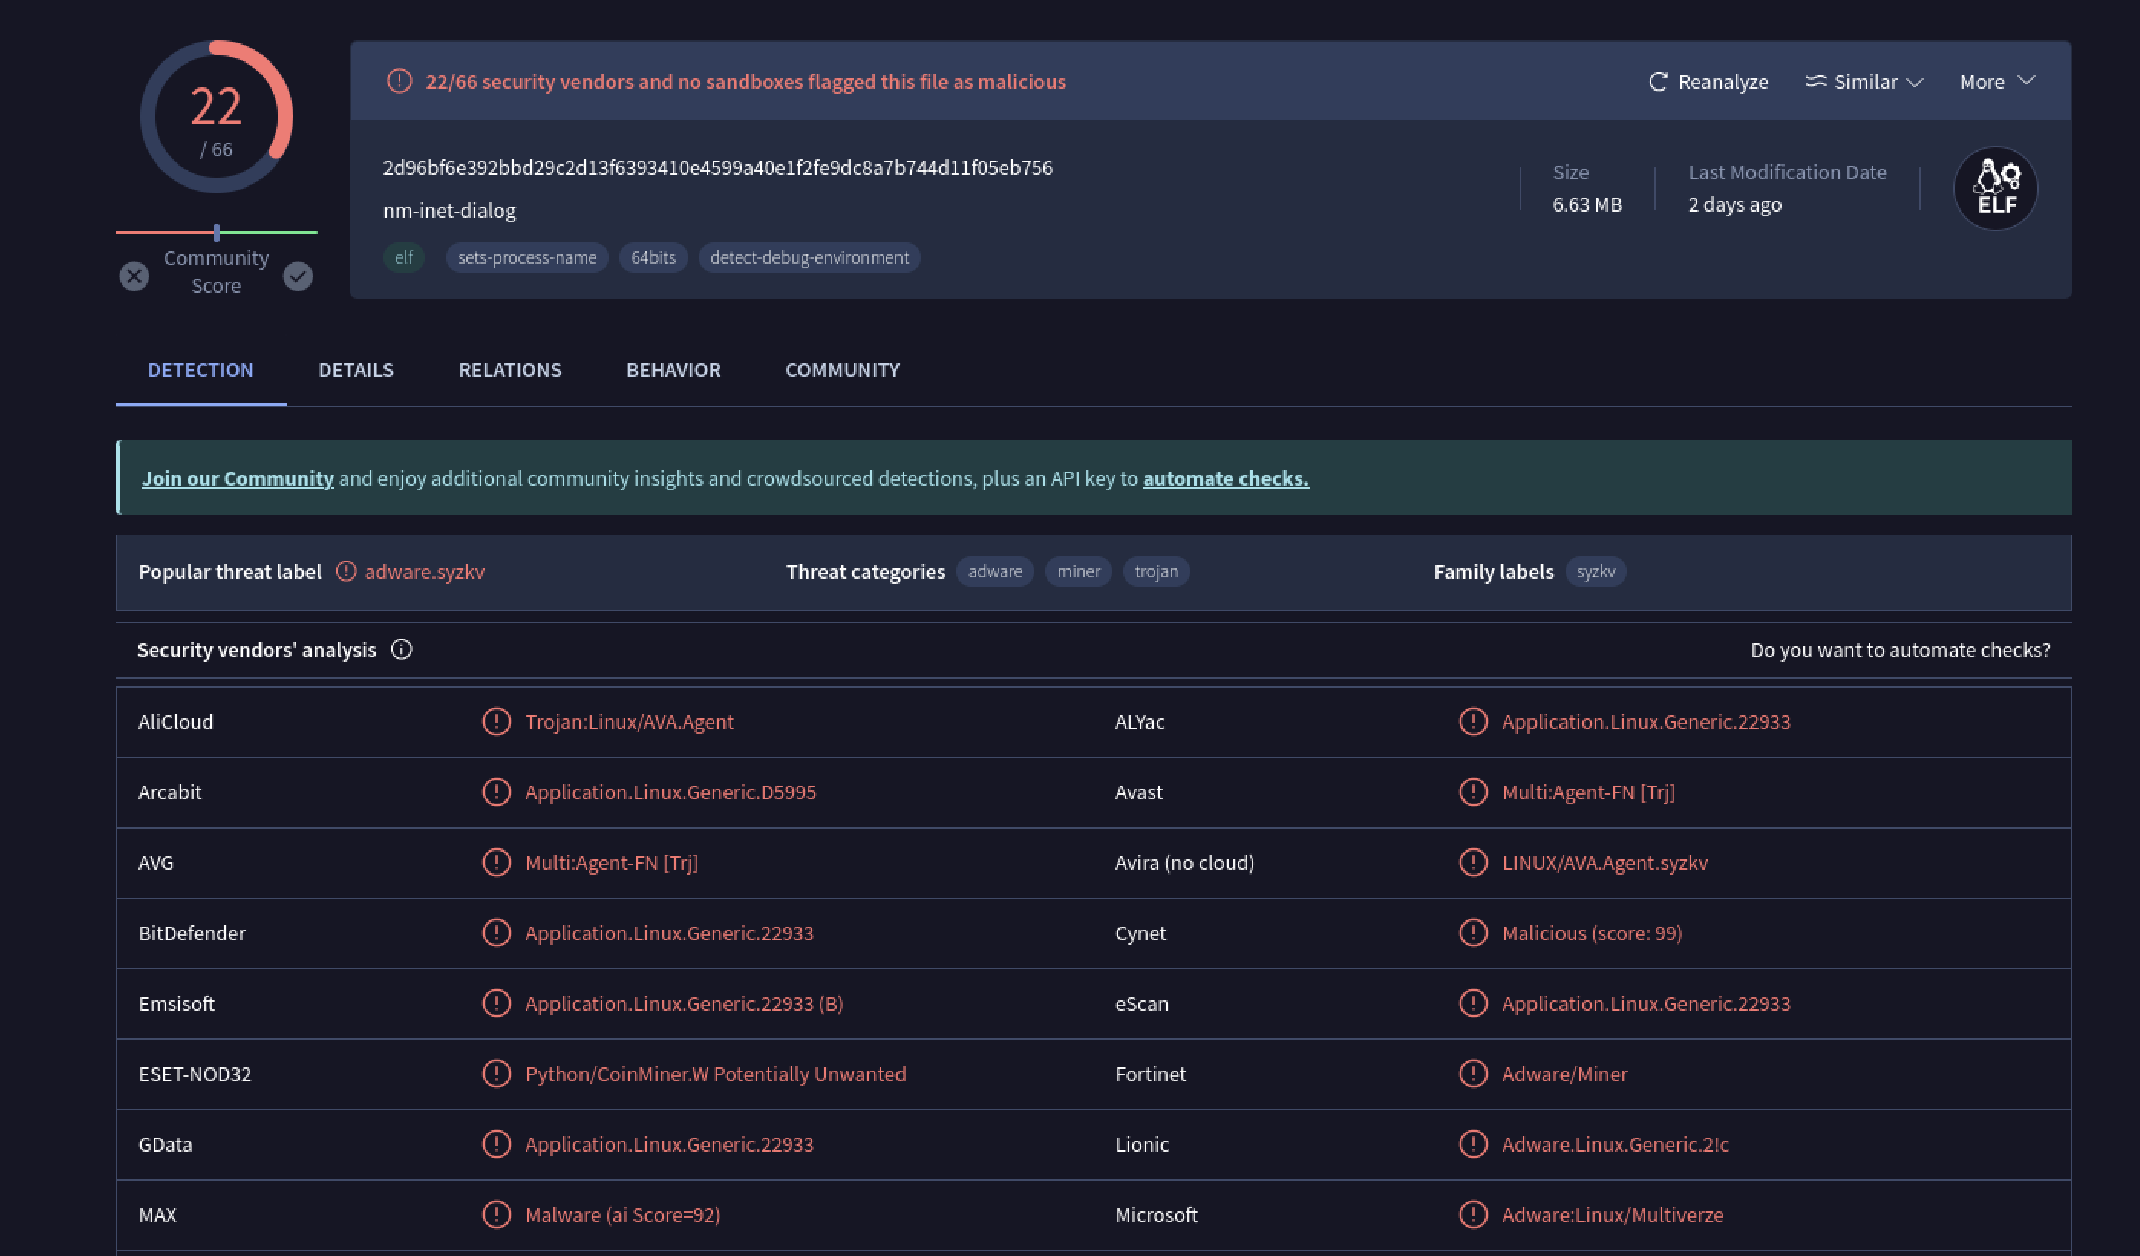 22
/ 66
Community
Score
22/66 security vendors and no sandboxes flagged this file as malicious
Reanalyze
Similar
More
2d96bf6e392bbd29c2d13f6393410e4599a40e1f2fe9dc8a7b744d11f05eb756
nm-inet-dialog
elf
sets-process-name
64bits
detect-debug-environment
Size
6.63 MB
Last Modification Date
2 days ago
ELF
DETECTION
DETAILS
RELATIONS
BEHAVIOR
COMMUNITY
Join our Community and enjoy additional community insights and crowdsourced detections, plus an API key to automate checks.
Popular threat label
adware.syzkv
Threat categories
adware
miner
trojan
Family labels
syzkv
Security vendors' analysis
Do you want to automate checks?
AliCloud
Trojan:Linux/AVA.Agent
ALYac
Application.Linux.Generic.22933
Arcabit
Application.Linux.Generic.D5995
Avast
Multi:Agent-FN [Trj]
AVG
Multi:Agent-FN [Trj]
Avira (no cloud)
LINUX/AVA.Agent.syzkv
BitDefender
Application.Linux.Generic.22933
Cynet
Malicious (score: 99)
Emsisoft
Application.Linux.Generic.22933 (B)
eScan
Application.Linux.Generic.22933
ESET-NOD32
Python/CoinMiner.W Potentially Unwanted
Fortinet
Adware/Miner
GData
Application.Linux.Generic.22933
Lionic
Adware.Linux.Generic.2!c
MAX
Malware (ai Score=92)
Microsoft
Adware:Linux/Multiverze